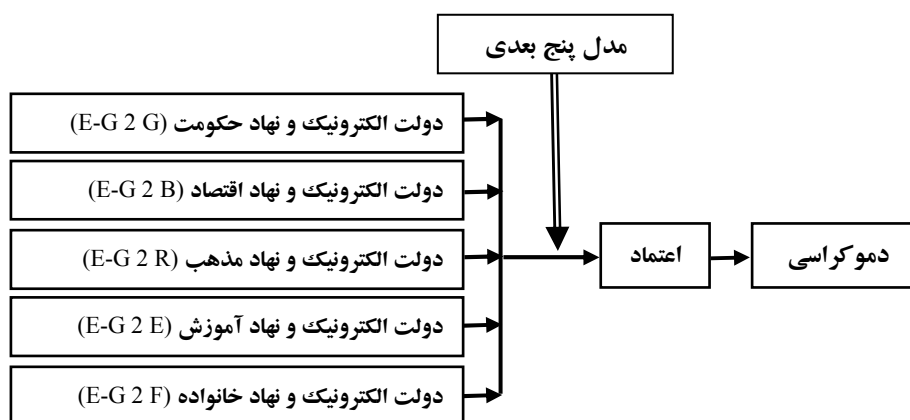 مدل پنج بعدی
دولت الکترونیک و نهاد حکومت (E-G 2 G)
دولت الکترونیک و نهاد اقتصاد (E-G 2 B)
دولت الکترونیک و نهاد مذهب (E-G 2 R)
دولت الکترونیک و نهاد آموزش (E-G 2 E)
دولت الکترونیک و نهاد خانواده (E-G 2 F)
اعتماد
دموکراسی